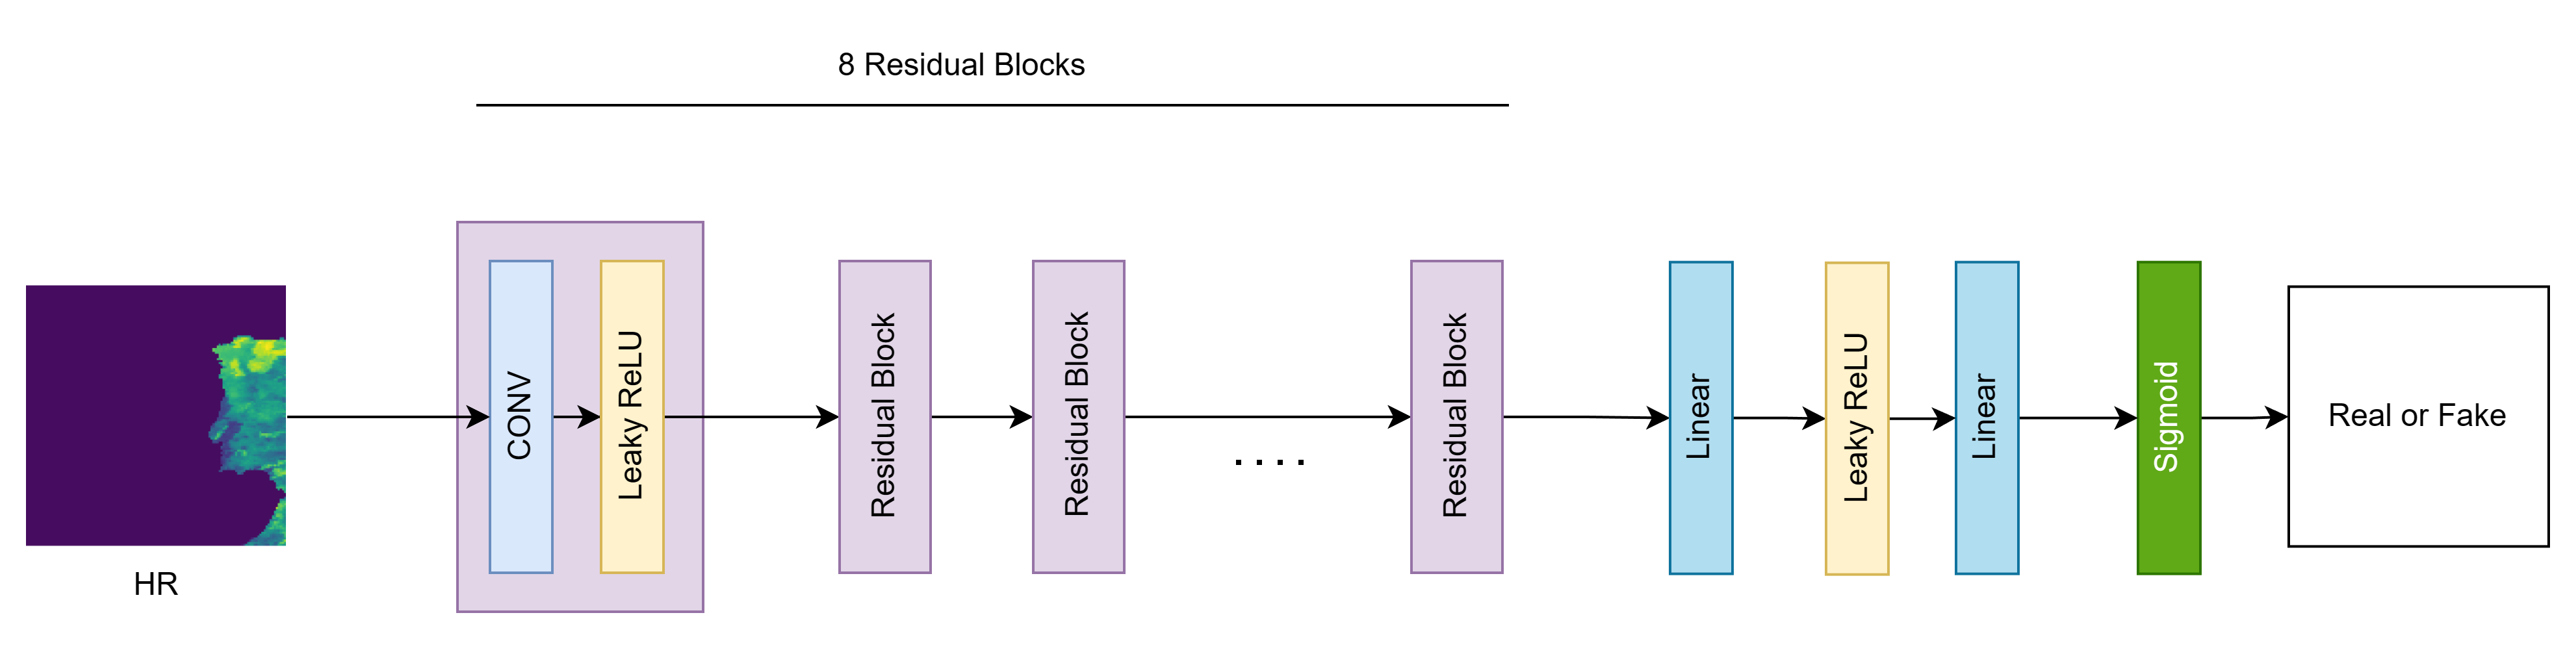 8 Residual Blocks
CONV
Leaky ReLU
Residual Block
Residual Block
. . . .
Residual Block
Linear
Leaky ReLU
Linear
Sigmoid
Real or Fake
HR